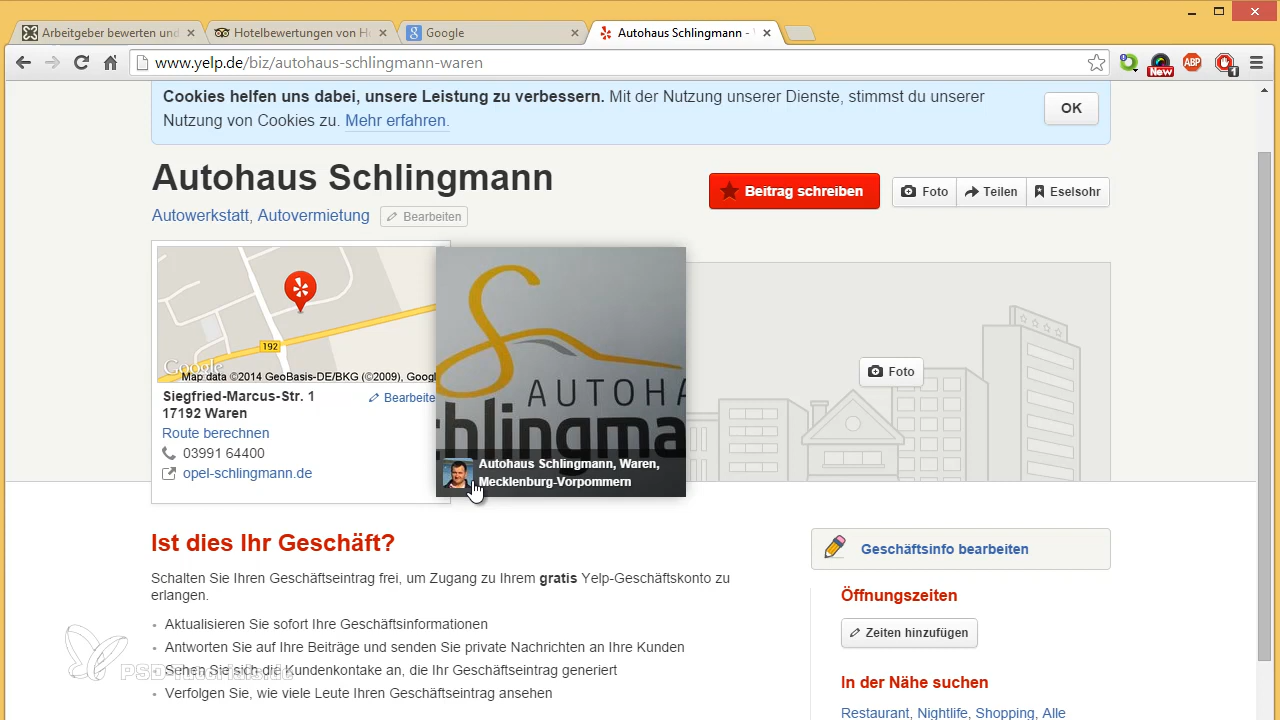 Arbeitgeber bewerten und
Hotelbewertungen von H
Google
Autohaus Schlingmann -
www.yelp.de/biz/autohaus-schlingmann-waren
New
ABP
1
Cookies helfen uns dabei, unsere Leistung zu verbessern. Mit der Nutzung unserer Dienste, stimmst du unserer
Nutzung von Cookies zu. Mehr erfahren.
OK
Autohaus Schlingmann
Beitrag schreiben
Foto
Teilen
Eselsohr
Autowerkstatt, Autovermietung
Bearbeiten
192
Google
Map data ©2014 GeoBasis-DE/BKG (©2009), Googl
Siegfried-Marcus-Str. 1
Bearbeite
17192 Waren
Route berechnen
03991 64400
opel-schlingmann.de
AUTOHA
chlingma
Autohaus Schlingmann, Waren,
Mecklenburg-Vorpommern
Foto
Ist dies Ihr Geschäft?
Schalten Sie Ihren Geschäftseintrag frei, um Zugang zu Ihrem gratis Yelp-Geschäftskonto zu
erlangen.
Aktualisieren Sie sofort Ihre Geschäftsinformationen
Antworten Sie auf Ihre Beiträge und senden Sie private Nachrichten an Ihre Kunden
Sehen Sie sich die Kundenkontake an, die Ihr Geschäftseintrag generiert
Verfolgen Sie, wie viele Leute Ihren Geschäftseintrag ansehen
PSD-Tutorials.de
Geschäftsinfo bearbeiten
Öffnungszeiten
Zeiten hinzufügen
In der Nähe suchen
Restaurant, Nightlife, Shopping, Alle